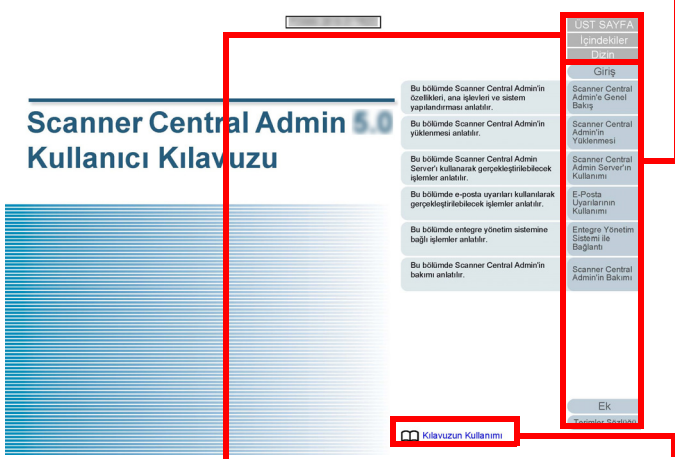 ÜST SAYFA
İçindekiler
Dizin
Giriş
Scanner Central Admin
Kullanıcı Kılavuzu
Bu bölümde Scanner Central Admin'in
özellikleri, ana işlevleri ve sistem
yapılandırması anlatılır.
Scanner Central
Admin'e Genel
Bakış
Bu bölümde Scanner Central Admin'in
yüklenmesi anlatılır.
Scanner Central
Admin'in
Yüklenmesi
Bu bölümde Scanner Central Admin
Server'ı kullanarak gerçekleştirilebilecek
işlemler anlatılır.
Scanner Central
Admin Server'ın
Kullanımı
Bu bölümde e-posta uyarıları kullanılarak
gerçekleştirilebilecek işlemler anlatılır.
E-Posta
Uyarılarının
Kullanımı
Bu bölümde entegre yönetim sistemine
bağlı işlemler anlatılır.
Entegre Yönetim
Sistemi ile
Bağlantı
Bu bölümde Scanner Central Admin'in
bakımı anlatılır.
Scanner Central
Admin'in Bakımı
Ek
Terimler Sözlüğü
Kılavuzun Kullanımı